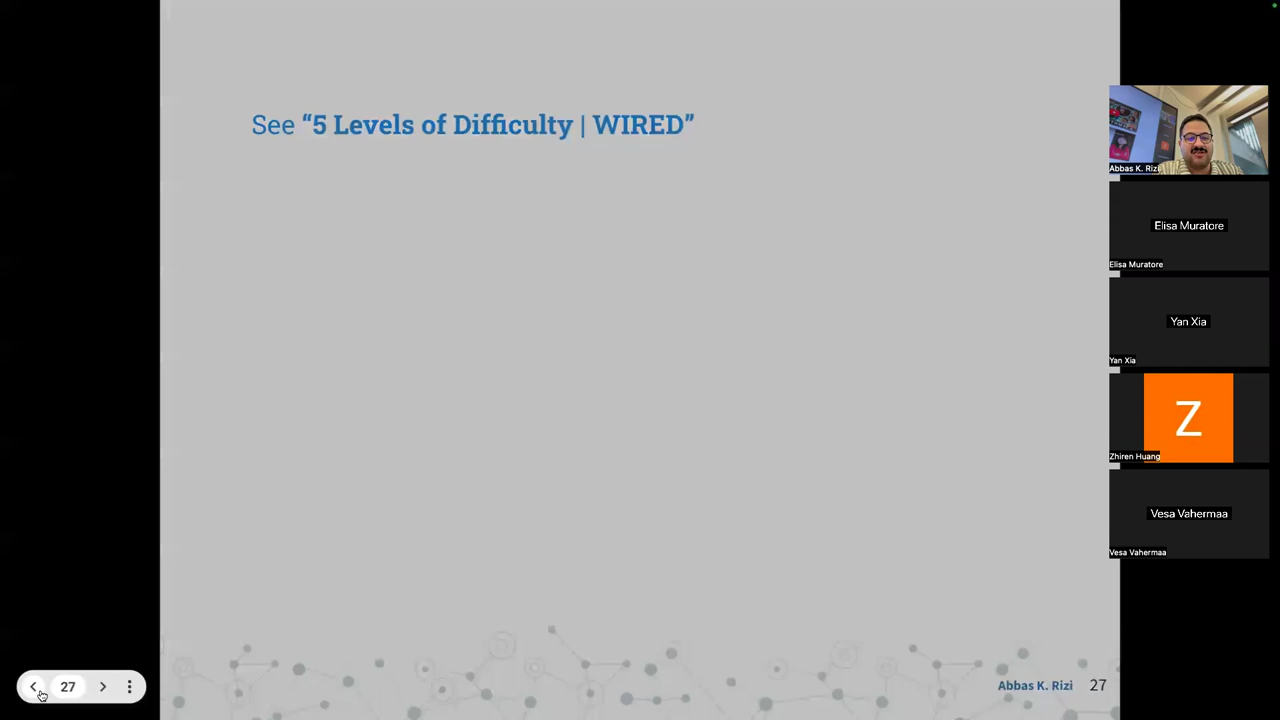 See “5 Levels of Difficulty | WIRED”
Abbas K. Rizi
Elisa Muratore
Elisa Muratore
Yan Xia
Yan Xia
Z
Zhiren Huang
Vesa Vahermaa
Vesa Vahermaa
27
Abbas K. Rizi 27